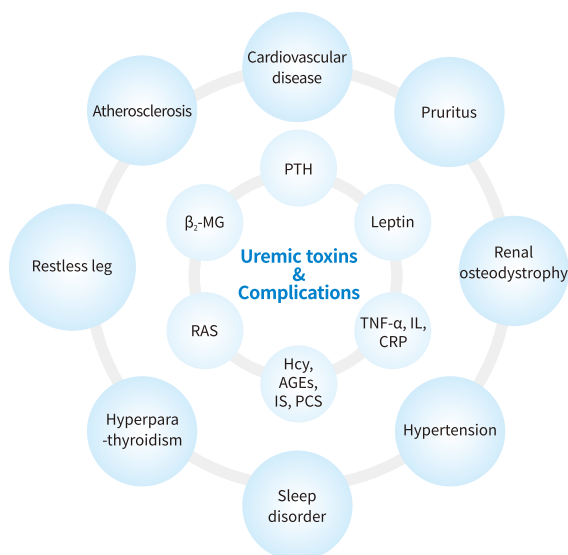 Cardiovascular
disease
Atherosclerosis
Pruritus
PTH
β₂-MG
Leptin
Restless leg
Uremic toxins
&
Complications
Renal
osteodystrophy
RAS
TNF-α, IL,
CRP
Hcy,
AGEs,
IS, PCS
Hyperpara
-thyroidism
Hypertension
Sleep
disorder